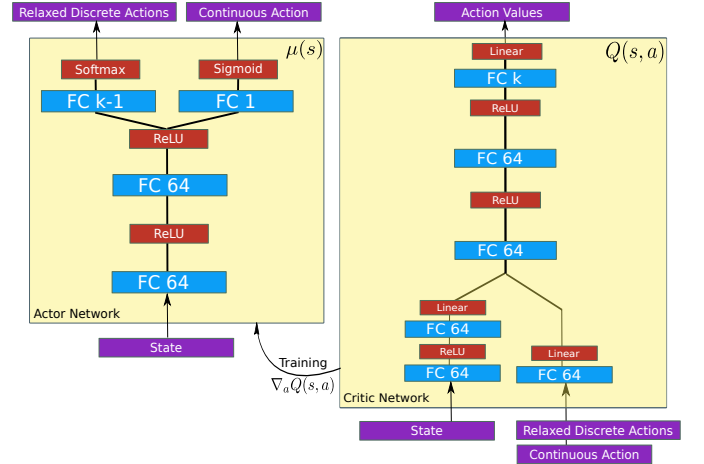 Relaxed Discrete Actions
Continuous Action
μ(s)
Softmax
Sigmoid
FC k-1
FC 1
ReLU
FC 64
ReLU
FC 64
Actor Network
State
Training
∇ₐQ(s, a)
Action Values
Q(s, a)
Linear
FC k
ReLU
FC 64
ReLU
FC 64
Linear
FC 64
ReLU
FC 64
Linear
FC 64
Critic Network
State
Relaxed Discrete Actions
Continuous Action